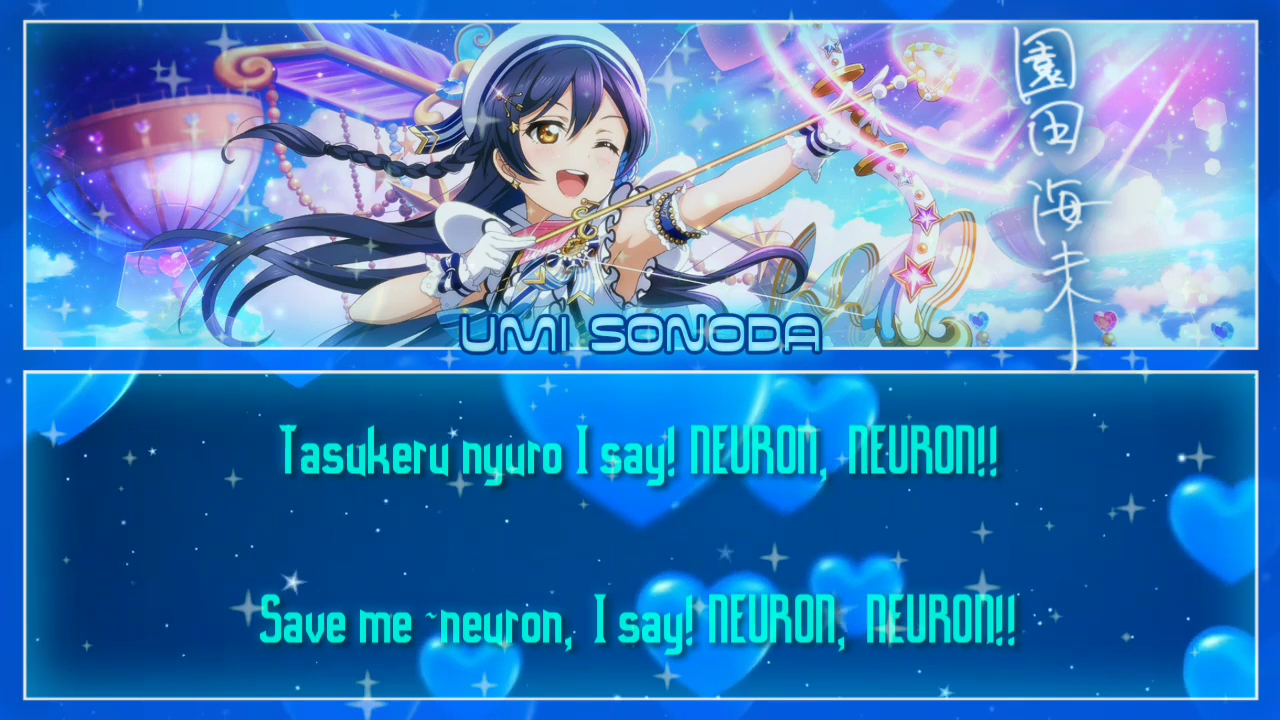 園田 海未
UMI SONODA
Tasukeru nyuro I say! NEURON, NEURON!!
Save me ~neuron, I say! NEURON, NEURON!!